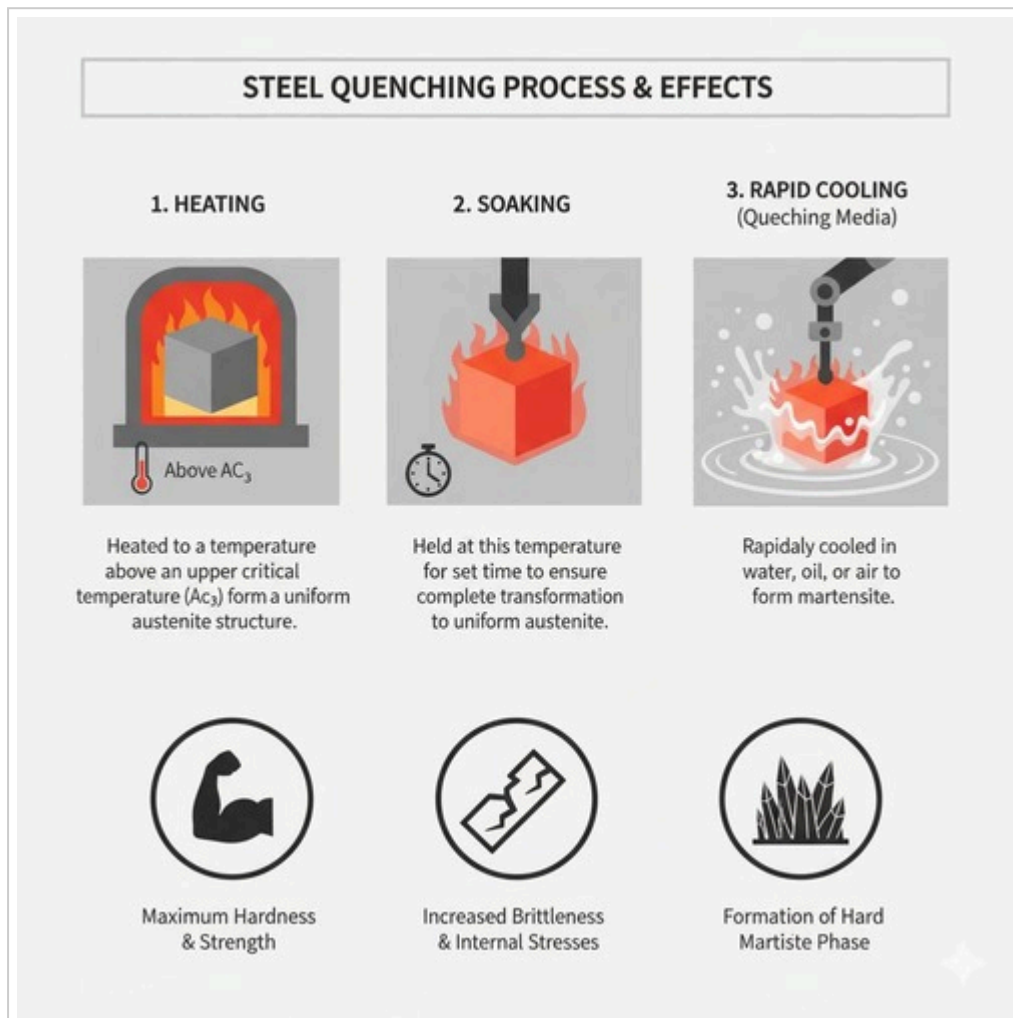 STEEL QUENCHING PROCESS & EFFECTS
1. HEATING
Above AC₃
Heated to a temperature
above an upper critical
temperature (Ac₃) form a uniform
austenite structure.
2. SOAKING
Held at this temperature
for set time to ensure
complete transformation
to uniform austenite.
3. RAPID COOLING
(Queching Media)
Rapidaly cooled in
water, oil, or air to
form martensite.
Maximum Hardness
& Strength
Increased Brittleness
& Internal Stresses
Formation of Hard
Martiste Phase